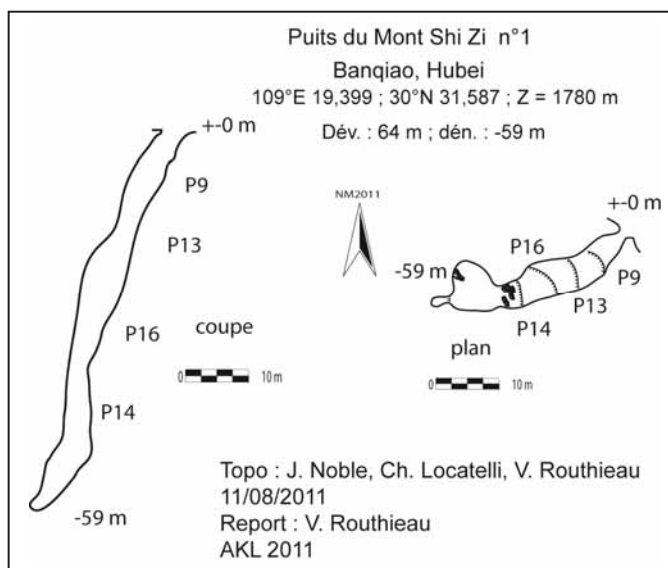 Puits du Mont Shi Zi n°1
Banqiao, Hubei
109°E 19,399 ; 30°N 31,587 ; Z = 1780 m
Dév. : 64 m ; dén. : -59 m
+-0 m
P9
P13
P16
P14
-59 m
coupe
0 10 m
NM2011
+-0 m
P16
P9
-59 m
P13
P14
plan
0 10 m
Topo : J. Noble, Ch. Locatelli, V. Routhieau
11/08/2011
Report : V. Routhieau
AKL 2011